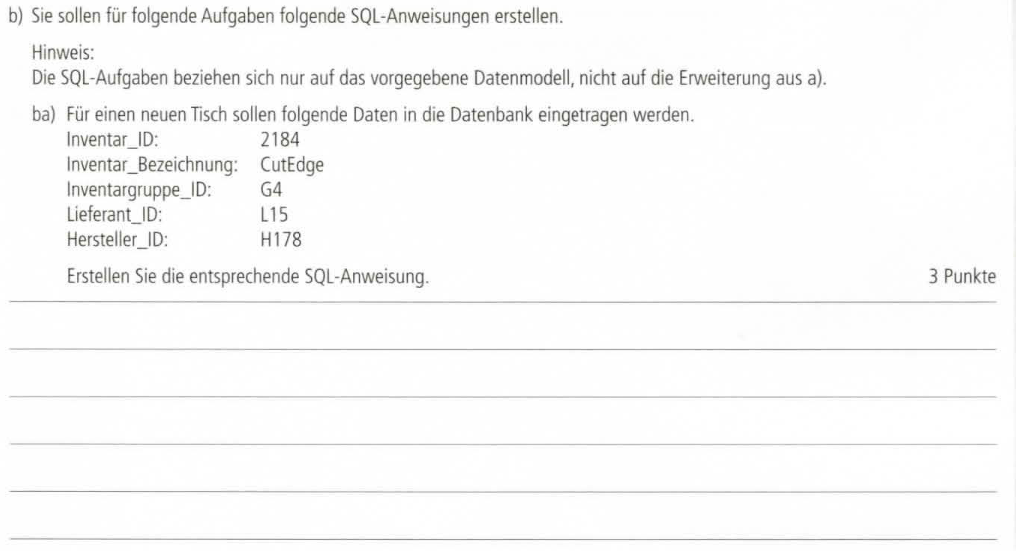 b) Sie sollen für folgende Aufgaben folgende SQL-Anweisungen erstellen.
Hinweis:
Die SQL-Aufgaben beziehen sich nur auf das vorgegebene Datenmodell, nicht auf die Erweiterung aus a).
ba) Für einen neuen Tisch sollen folgende Daten in die Datenbank eingetragen werden.
Inventar_ID: 2184
Inventar_Bezeichnung: CutEdge
Inventargruppe_ID: G4
Lieferant_ID: L15
Hersteller_ID: H178
Erstellen Sie die entsprechende SQL-Anweisung. 3 Punkte